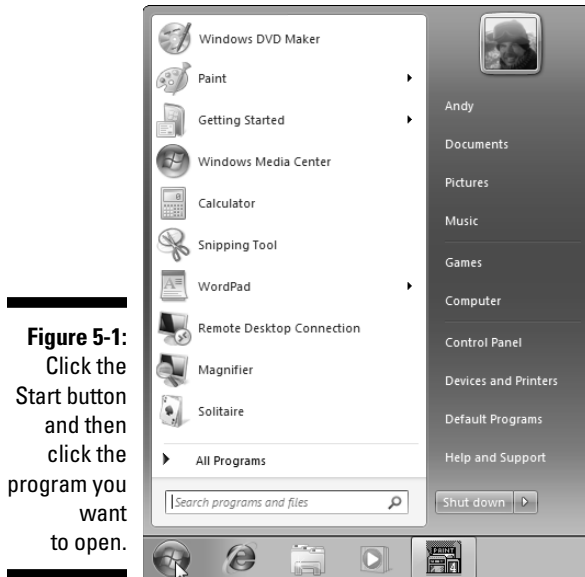 Windows DVD Maker
Paint
Getting Started
Windows Media Center
Calculator
Snipping Tool
WordPad
Remote Desktop Connection
Magnifier
Solitaire
All Programs
Search programs and files
Andy
Documents
Pictures
Music
Games
Computer
Control Panel
Devices and Printers
Default Programs
Help and Support
Shut down
PAINT
4
Figure 5-1:
Click the
Start button
and then
click the
program you
want
to open.